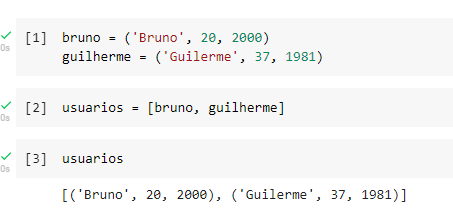 [1] bruno = ('Bruno', 20, 2000)
0s guilherme = ('Guilerme', 37, 1981)
[2] usuarios = [bruno, guilherme]
0s
[3] usuarios
0s
[('Bruno', 20, 2000), ('Guilerme', 37, 1981)]